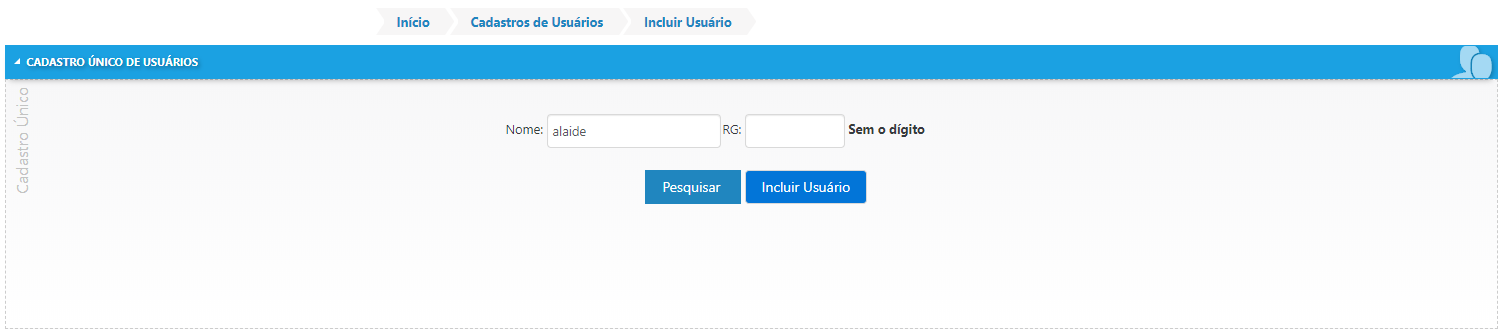 Início Cadastros de Usuários Incluir Usuário
CADASTRO ÚNICO DE USUÁRIOS
Cadastro Único
Nome: alaide RG: Sem o dígito
Pesquisar Incluir Usuário